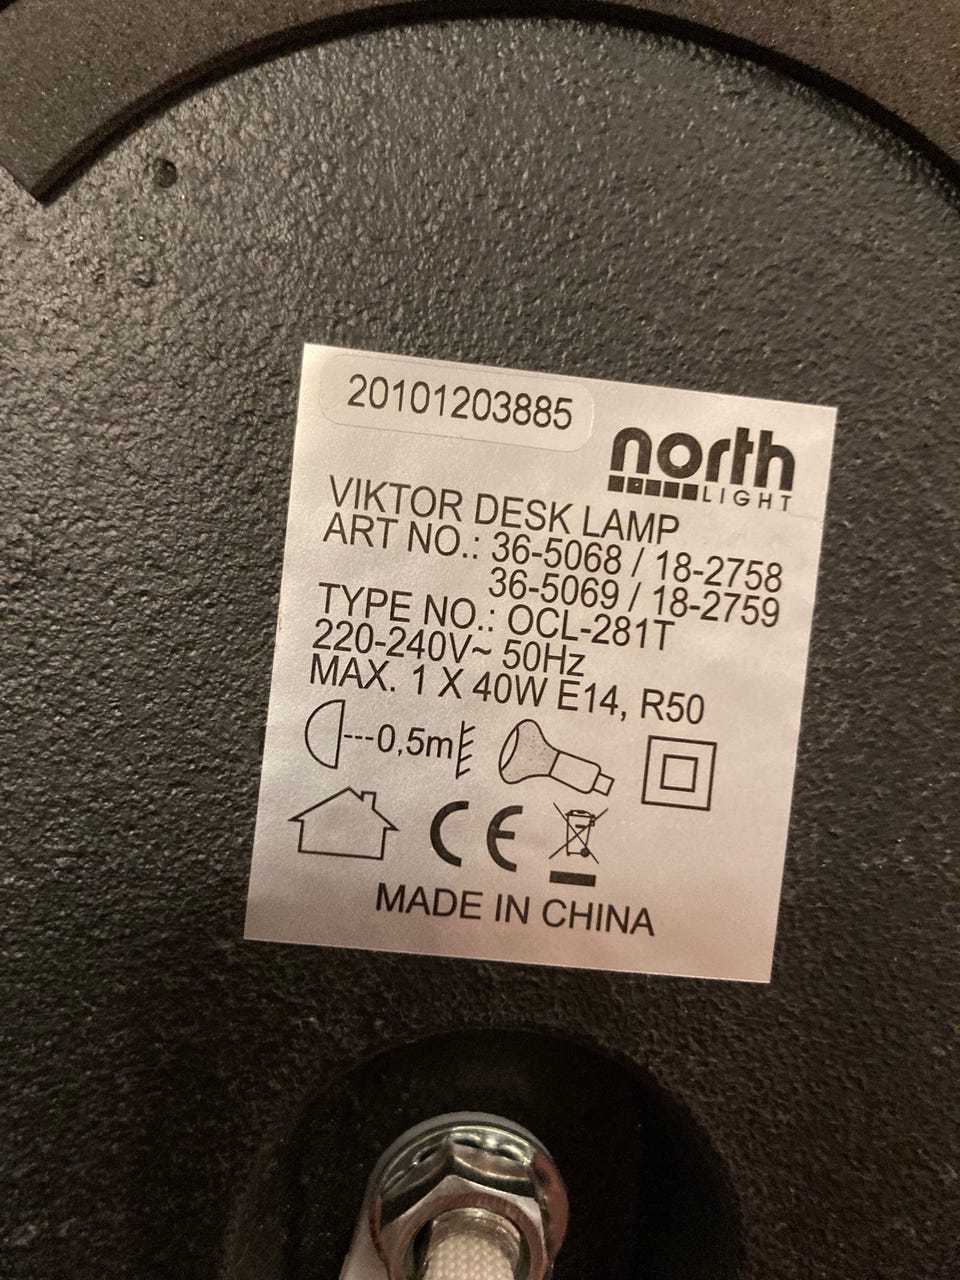 20101203885
north
LIGHT
VIKTOR DESK LAMP
ART NO.: 36-5068 / 18-2758
36-5069 / 18-2759
TYPE NO.: OCL-281T
220-240V~ 50Hz
MAX. 1 X 40W E14, R50
---0,5m
CE
MADE IN CHINA